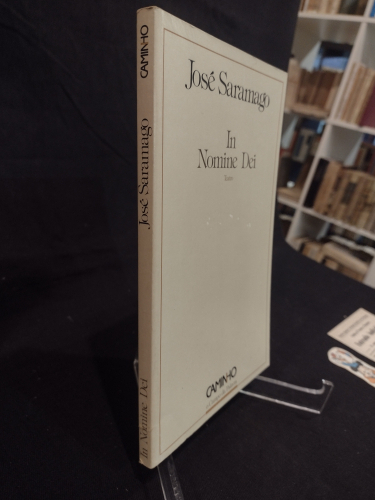 CAMINHO
José Saramago
In Nomine Dei
José Saramago
In
Nomine Dei
Teatro
CAMINHO